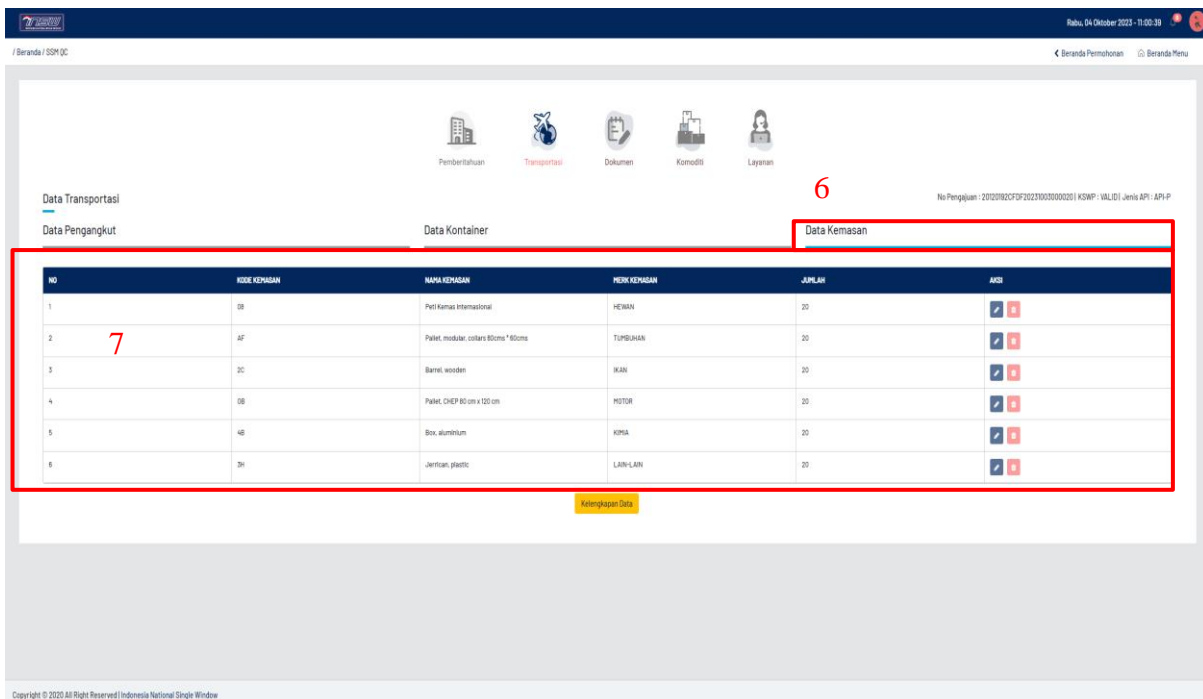 Rabu, 04 Oktober 2023 - 11:00:39
/ Beranda / SSM QC
Beranda Permohonan Beranda Menu
Pemberitahuan Transportasi Dokumen Komoditi Layanan
6
Data Transportasi
No Pengajuan : 20120192CFDF20231003000020 | KSWP : VALID | Jenis API : API-P
Data Pengangkut Data Kontainer Data Kemasan
NO KODE KEMASAN NAMA KEMASAN MERK KEMASAN JUMLAH AKSI
1 Peti Kemas Internasional HEWAN 20
2 AF Pallet, modular, collars 80cms * 60cms TUMBUHAN 20
7
3 2C Barrel, wooden IKAN 20
4 OB Pallet, CHEP 80 cm x 120 cm MOTOR 20
5 4B Box, aluminium KIMIA 20
6 3H Jerrican, plastic LAIN-LAIN 20
Kelengkapan Data
Copyright © 2020 All Right Reserved | Indonesia National Single Window